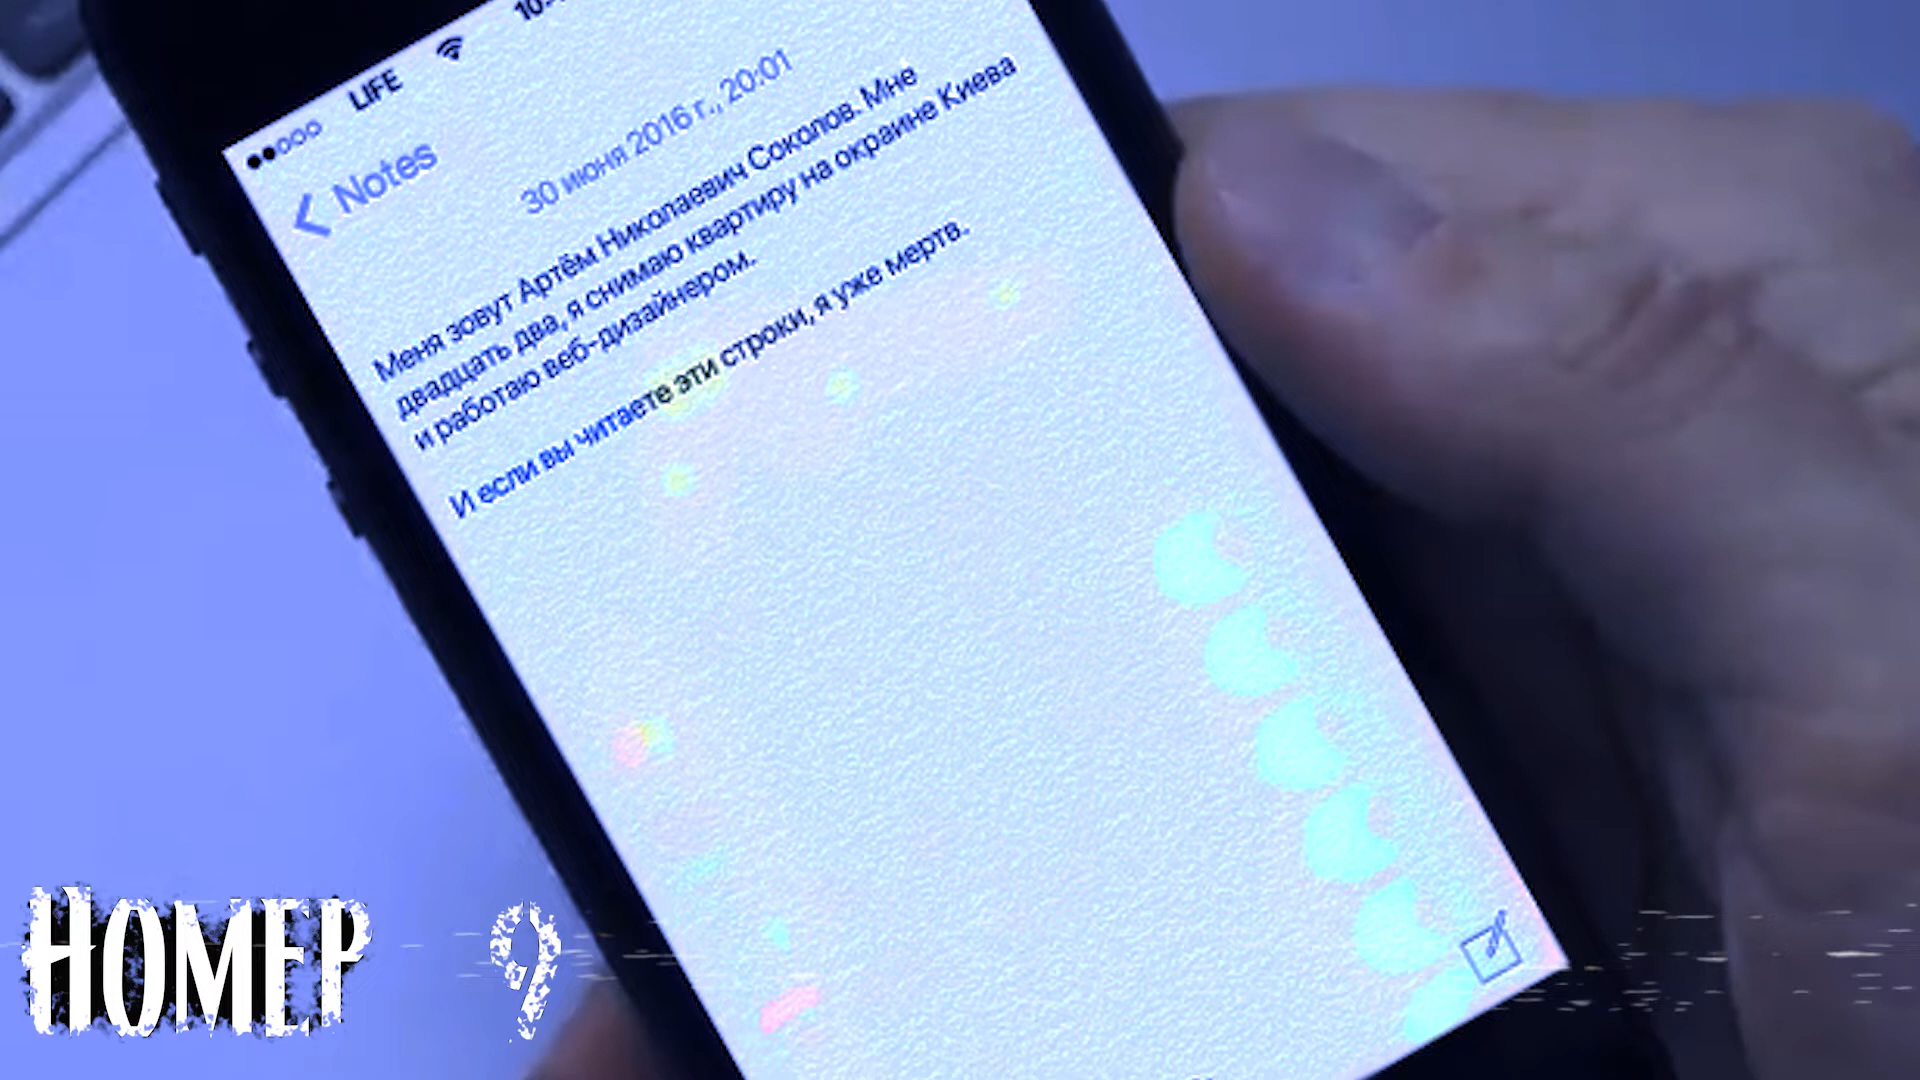 LIFE
Notes
30 июня 2016 г., 20:01
Меня зовут Артём Николаевич Соколов. Мне
двадцать два, я снимаю квартиру на окраине Киева
и работаю веб-дизайнером.
И если вы читаете эти строки, я уже мертв.
Номер 9